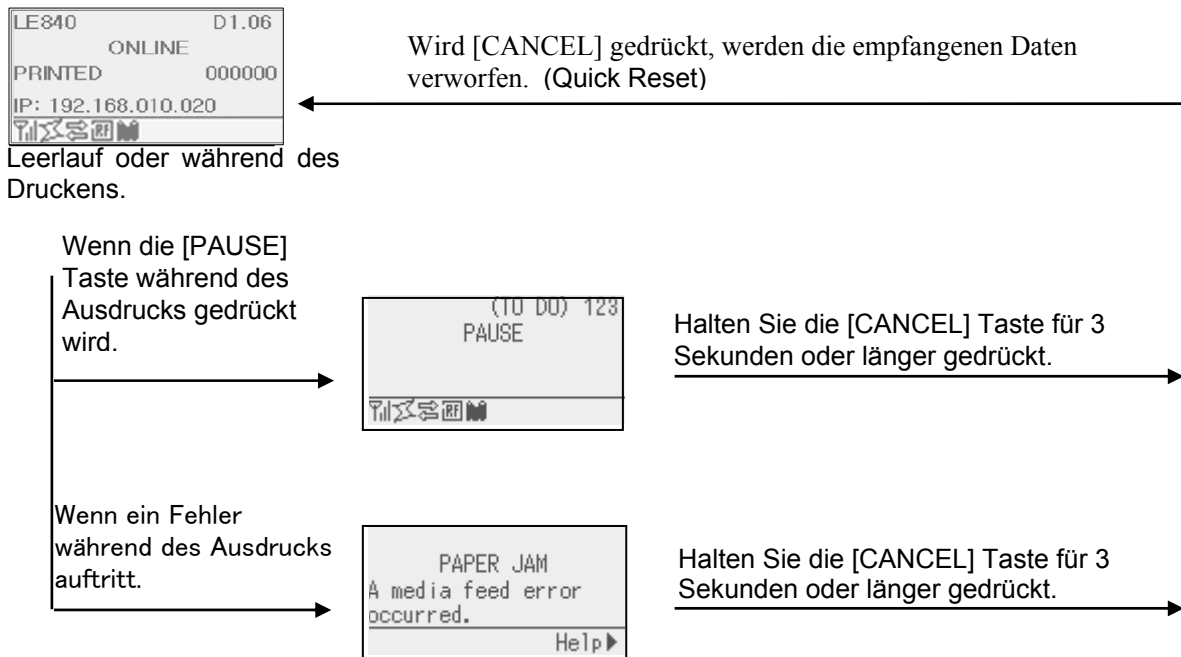 LE840 D1.06
ONLINE
PRINTED 000000
IP: 192.168.010.020
RF
Leerlauf oder während des
Druckens.
Wird [CANCEL] gedrückt, werden die empfangenen Daten
verworfen. (Quick Reset)
Wenn die [PAUSE]
Taste während des
Ausdrucks gedrückt
wird.
(TO DO) 123
PAUSE
RF
Halten Sie die [CANCEL] Taste für 3
Sekunden oder länger gedrückt.
Wenn ein Fehler
während des Ausdrucks
auftritt.
PAPER JAM
A media feed error
occurred.
Help
Halten Sie die [CANCEL] Taste für 3
Sekunden oder länger gedrückt.